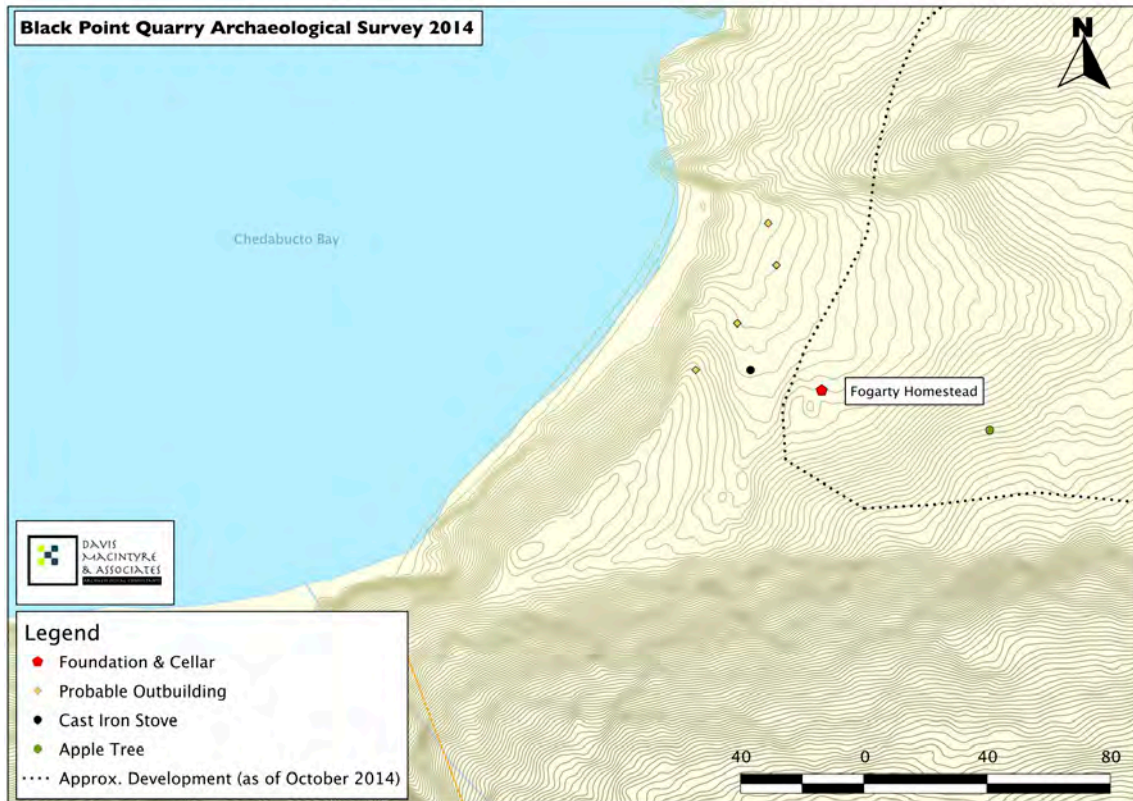 Black Point Quarry Archaeological Survey 2014
N
Chedabucto Bay
Fogarty Homestead
DAVIS
MACINTYRE
& ASSOCIATES
Legend
Foundation & Cellar
Probable Outbuilding
Cast Iron Stove
Apple Tree
Approx. Development (as of October 2014)
40 0 40 80